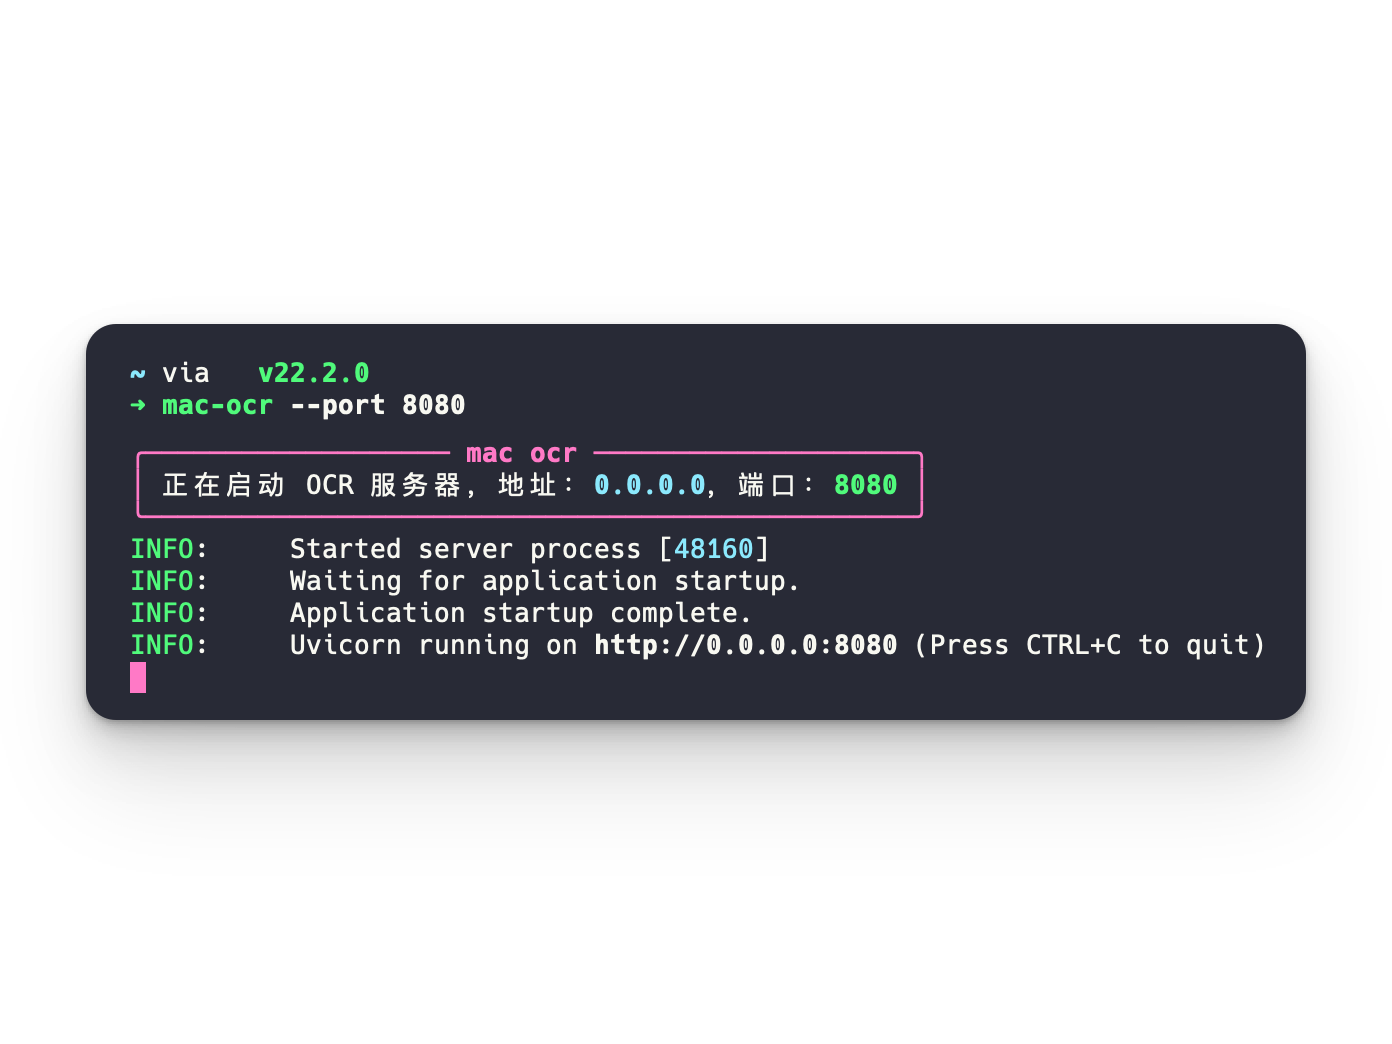 ~ via v22.2.0
➜ mac-ocr --port 8080
mac ocr
正在启动 OCR 服务器，地址：0.0.0.0，端口：8080
INFO: Started server process [48160]
INFO: Waiting for application startup.
INFO: Application startup complete.
INFO: Uvicorn running on http://0.0.0.0:8080 (Press CTRL+C to quit)